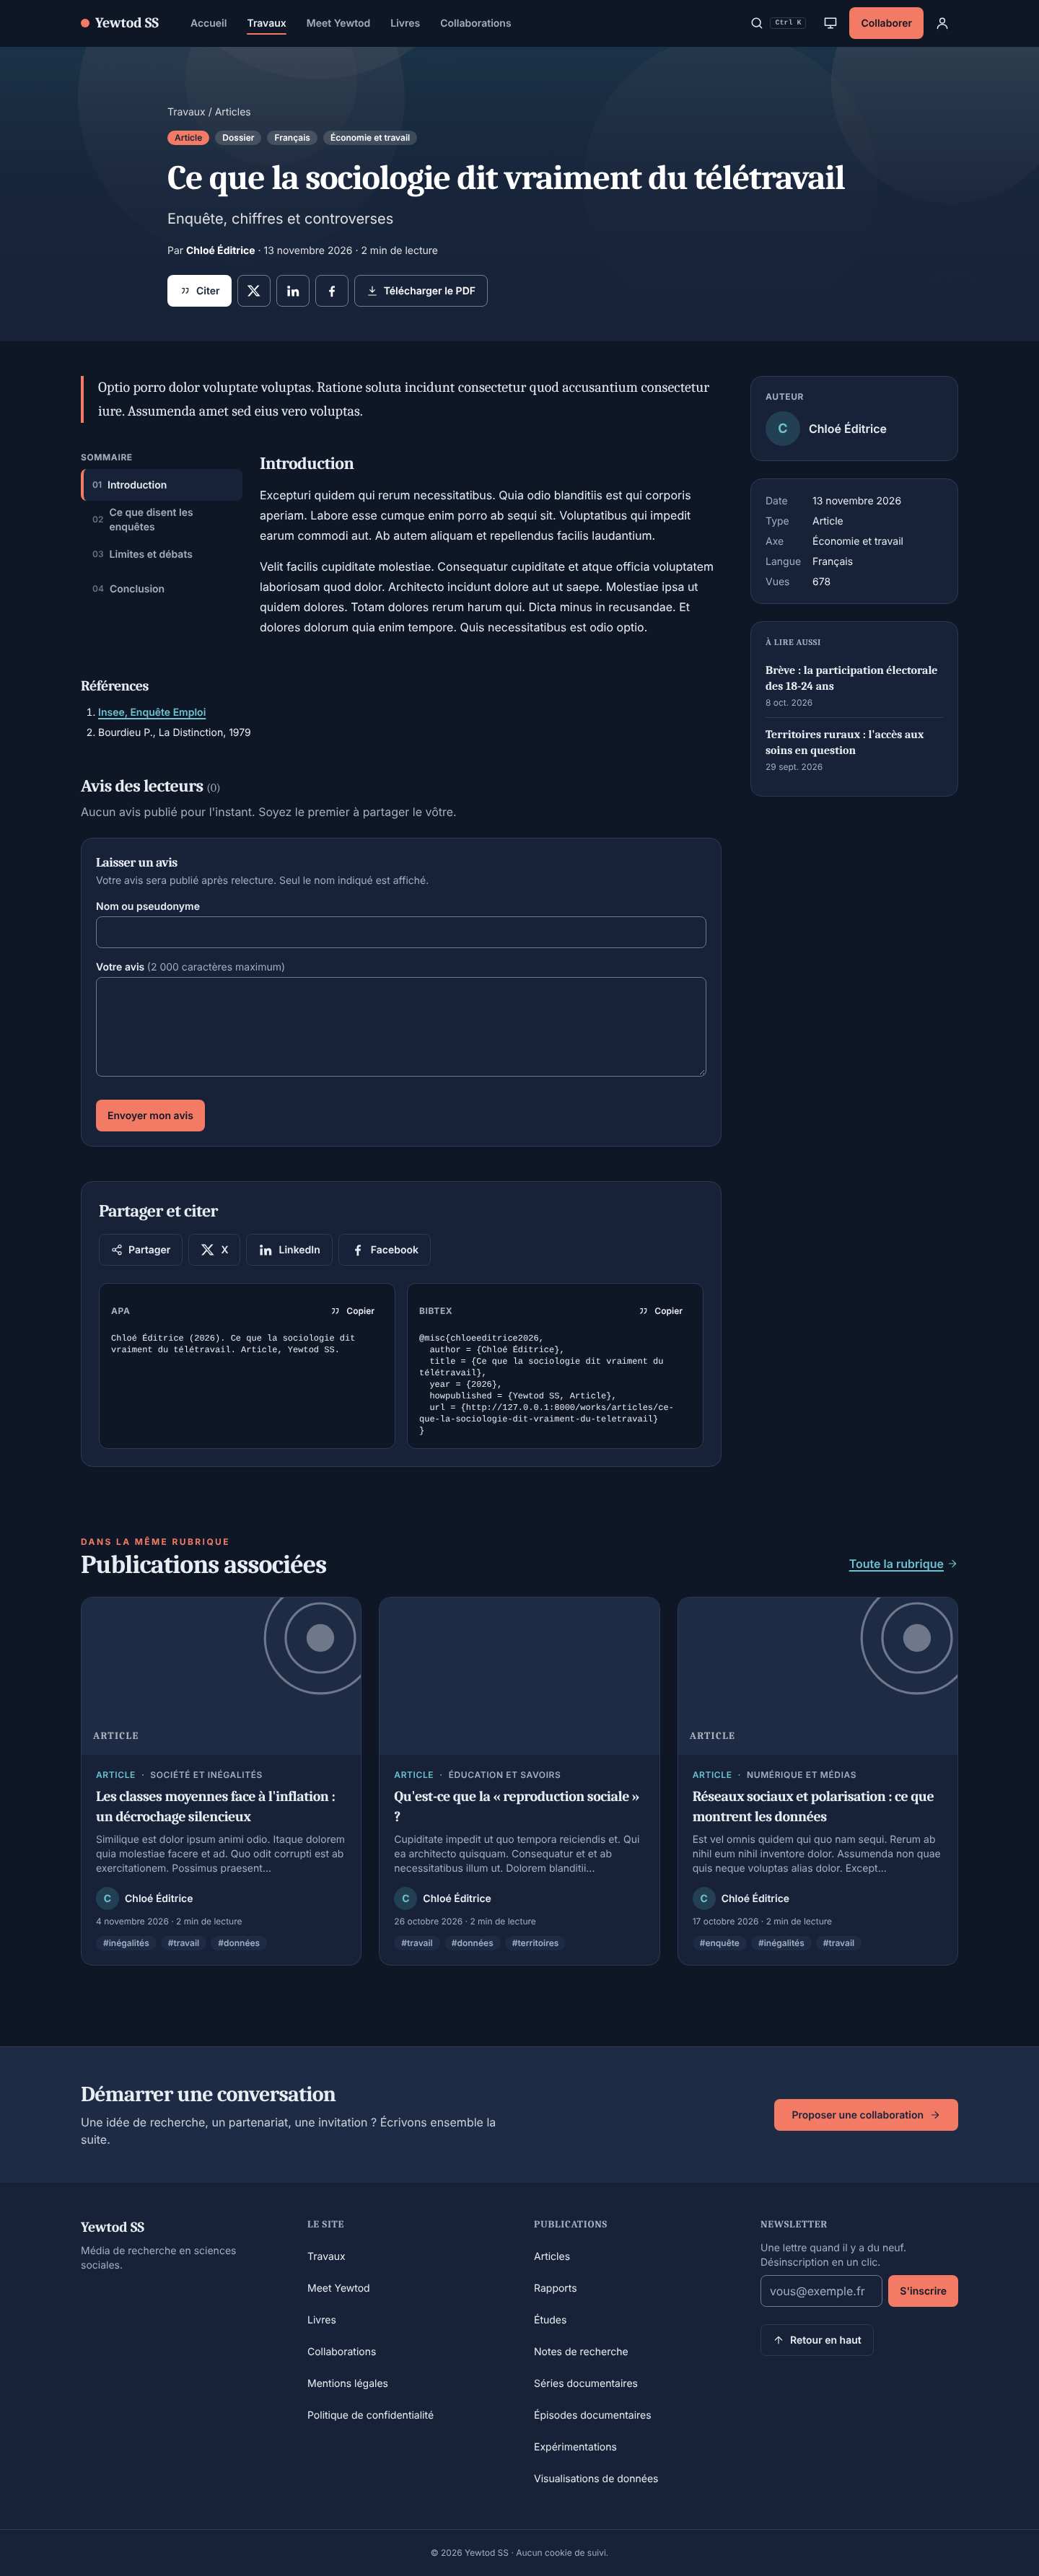 Yewtod SS
Accueil
Travaux
Meet Yewtod
Livres
Collaborations
Ctrl K
Collaborer
Travaux / Articles
Article
Dossier
Français
Économie et travail
Ce que la sociologie dit vraiment du télétravail
Enquête, chiffres et controverses
Par Chloé Éditrice · 13 novembre 2026 · 2 min de lecture
Citer
Télécharger le PDF
Optio porro dolor voluptate voluptas. Ratione soluta incidunt consectetur quod accusantium consectetur
iure. Assumenda amet sed eius vero voluptas.
SOMMAIRE
01 Introduction
02 Ce que disent les
enquêtes
03 Limites et débats
04 Conclusion
Introduction
Excepturi quidem qui rerum necessitatibus. Quia odio blanditiis est qui corporis
aperiam. Labore esse cumque enim porro ab sequi sit. Voluptatibus qui impedit
earum commodi aut. Ab autem aliquam et repellendus facilis laudantium.
Velit facilis cupiditate molestiae. Consequatur cupiditate et atque officia voluptatem
laboriosam quod dolor. Architecto incidunt dolore aut ut saepe. Molestiae ipsa ut
quidem dolores. Totam dolores rerum harum qui. Dicta minus in recusandae. Et
dolores dolorum quia enim tempore. Quis necessitatibus est odio optio.
Références
1. Insee, Enquête Emploi
2. Bourdieu P., La Distinction, 1979
Avis des lecteurs (0)
Aucun avis publié pour l'instant. Soyez le premier à partager le vôtre.
Laisser un avis
Votre avis sera publié après relecture. Seul le nom indiqué est affiché.
Nom ou pseudonyme
Votre avis (2 000 caractères maximum)
Envoyer mon avis
Partager et citer
Partager
X
LinkedIn
Facebook
APA
Copier
Chloé Éditrice (2026). Ce que la sociologie dit
vraiment du télétravail. Article, Yewtod SS.
BIBTEX
Copier
@misc{chloeeditrice2026,
author = {Chloé Éditrice},
title = {Ce que la sociologie dit vraiment du
télétravail},
year = {2026},
howpublished = {Yewtod SS, Article},
url = {http://127.0.0.1:8000/works/articles/ce-
que-la-sociologie-dit-vraiment-du-teletravail}
}
AUTEUR
C
Chloé Éditrice
Date 13 novembre 2026
Type Article
Axe Économie et travail
Langue Français
Vues 678
À LIRE AUSSI
Brève : la participation électorale
des 18-24 ans
8 oct. 2026
Territoires ruraux : l'accès aux
soins en question
29 sept. 2026
DANS LA MÊME RUBRIQUE
Publications associées
Toute la rubrique
ARTICLE
ARTICLE · SOCIÉTÉ ET INÉGALITÉS
Les classes moyennes face à l'inflation :
un décrochage silencieux
Similique est dolor ipsum animi odio. Itaque dolorem
quia molestiae facere et ad. Quo odit corrupti est ab
exercitationem. Possimus praesent…
C
Chloé Éditrice
4 novembre 2026 · 2 min de lecture
#inégalités
#travail
#données
ARTICLE · ÉDUCATION ET SAVOIRS
Qu'est-ce que la « reproduction sociale »
?
Cupiditate impedit ut quo tempora reiciendis et. Qui
ea architecto quisquam. Consequatur et et ab
necessitatibus illum ut. Dolorem blanditii…
C
Chloé Éditrice
26 octobre 2026 · 2 min de lecture
#travail
#données
#territoires
ARTICLE
ARTICLE · NUMÉRIQUE ET MÉDIAS
Réseaux sociaux et polarisation : ce que
montrent les données
Est vel omnis quidem qui quo nam sequi. Rerum ab
nihil eum nihil inventore dolor. Assumenda non quae
quis neque voluptas alias dolor. Except…
C
Chloé Éditrice
17 octobre 2026 · 2 min de lecture
#enquête
#inégalités
#travail
Démarrer une conversation
Une idée de recherche, un partenariat, une invitation ? Écrivons ensemble la
suite.
Proposer une collaboration
Yewtod SS
Média de recherche en sciences
sociales.
LE SITE
Travaux
Meet Yewtod
Livres
Collaborations
Mentions légales
Politique de confidentialité
PUBLICATIONS
Articles
Rapports
Études
Notes de recherche
Séries documentaires
Épisodes documentaires
Expérimentations
Visualisations de données
NEWSLETTER
Une lettre quand il y a du neuf.
Désinscription en un clic.
vous@exemple.fr
S'inscrire
Retour en haut
© 2026 Yewtod SS · Aucun cookie de suivi.